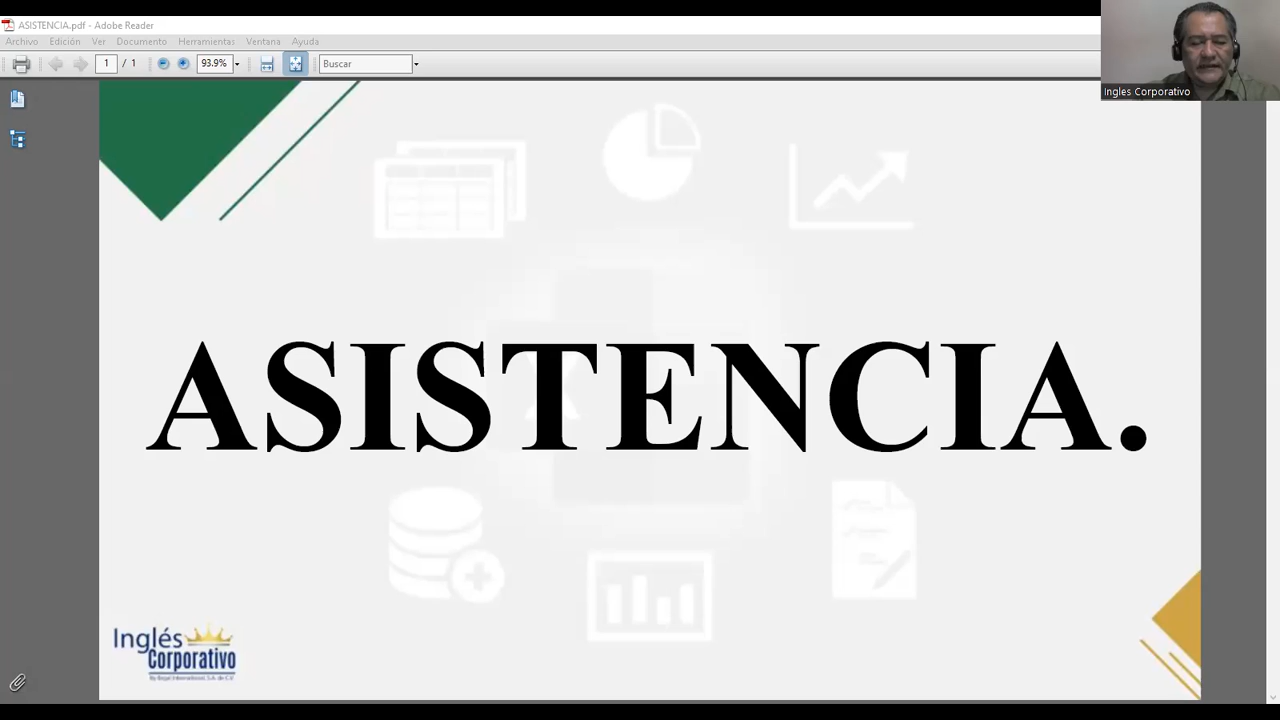 ASISTENCIA.pdf - Adobe Reader
Archivo Edición Ver Documento Herramientas Ventana Ayuda
1 / 1 93.9% Buscar
Ingles Corporativo
ASISTENCIA.
Inglés
Corporativo